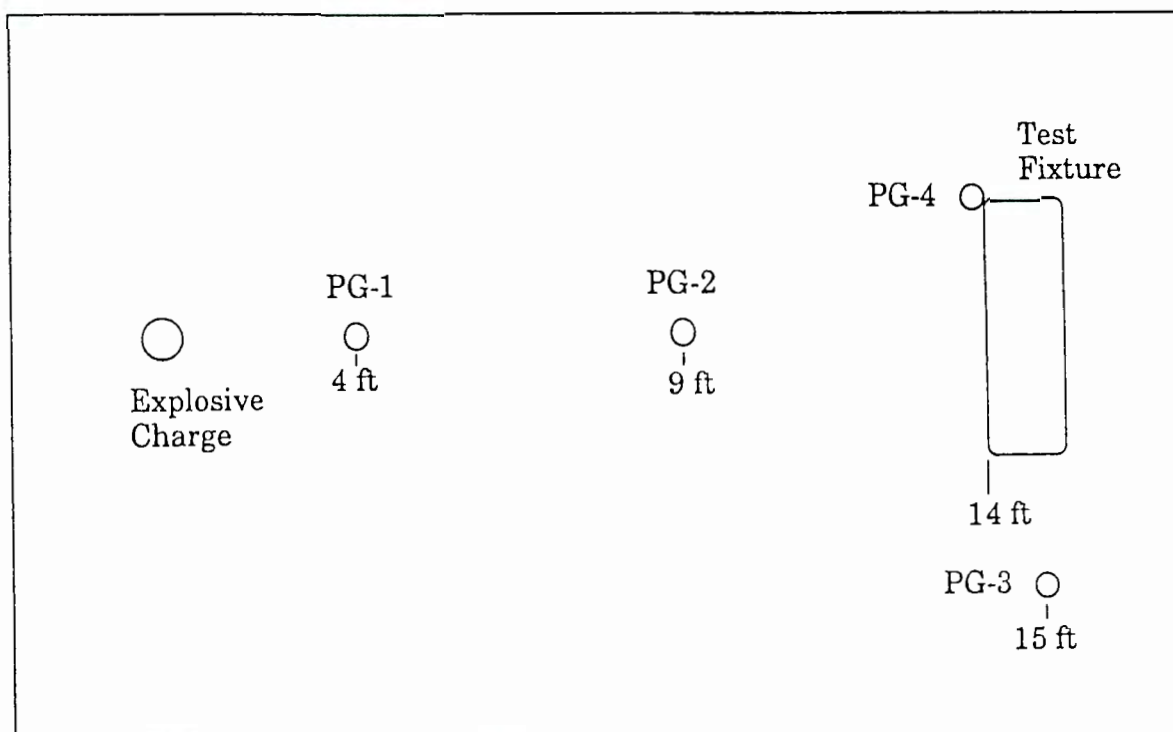 Test
Fixture
PG-4
PG-1
PG-2
4 ft
9 ft
Explosive
Charge
14 ft
PG-3
15 ft